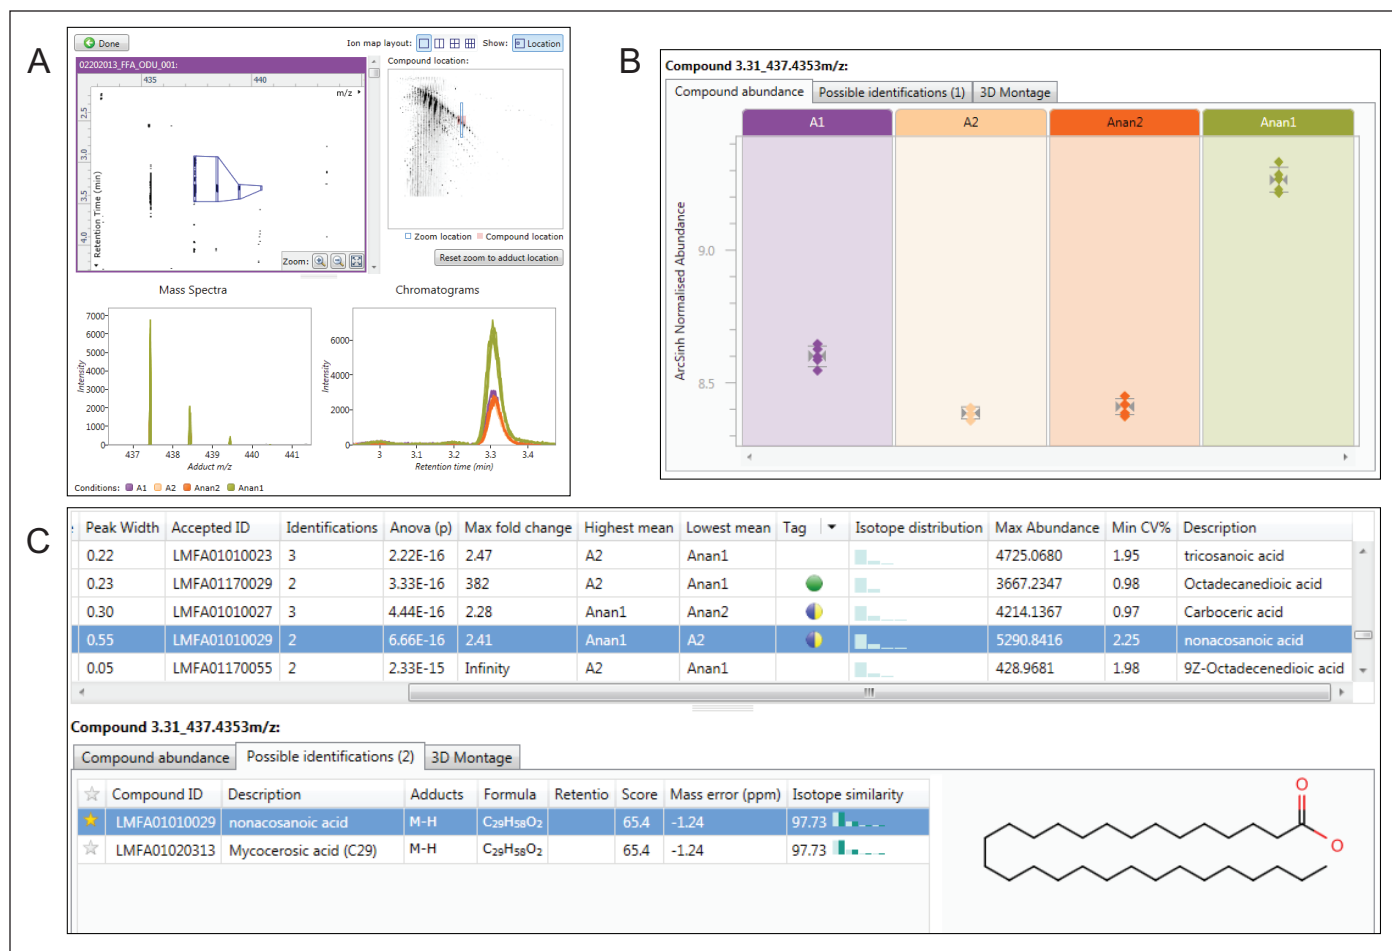 A
Done
Ion map layout:
Show:
Location
02202013_FFA_ODU_001:
435
440
m/z
2.5
3.0
3.5
4.0
Retention Time (min)
Zoom:
Compound location:
Zoom location
Compound location
Reset zoom to adduct location
Mass Spectra
7000
6000
5000
4000
3000
2000
1000
0
Intensity
437
438
439
440
441
Adduct m/z
Chromatograms
6000
4000
2000
0
Intensity
3
3.1
3.2
3.3
3.4
Retention time (min)
Conditions: A1 A2 Anan2 Anan1
B
Compound 3.31_437.4353m/z:
Compound abundance
Possible identifications (1)
3D Montage
A1
A2
Anan2
Anan1
ArcSinh Normalised Abundance
9.0
8.5
C
Peak Width Accepted ID Identifications Anova (p) Max fold change Highest mean Lowest mean Tag Isotope distribution Max Abundance Min CV% Description
0.22 LMFA01010023 3 2.22E-16 2.47 A2 Anan1 4725.0680 1.95 tricosanoic acid
0.23 LMFA01170029 2 3.33E-16 382 A2 Anan1 3667.2347 0.98 Octadecanedioic acid
0.30 LMFA01010027 3 4.44E-16 2.28 Anan1 Anan2 4214.1367 0.97 Carboceric acid
0.55 LMFA01010029 2 6.66E-16 2.41 Anan1 A2 5290.8416 2.25 nonacosanoic acid
0.05 LMFA01170055 2 2.33E-15 Infinity A2 Anan1 428.9681 1.98 9Z-Octadecenedioic acid
Compound 3.31_437.4353m/z:
Compound abundance
Possible identifications (2)
3D Montage
Compound ID Description Adducts Formula Retentio Score Mass error (ppm) Isotope similarity
LMFA01010029 nonacosanoic acid M-H C₂₉H₅₈O₂ 65.4 -1.24 97.73
LMFA01020313 Mycocerosic acid (C29) M-H C₂₉H₅₈O₂ 65.4 -1.24 97.73
O
O